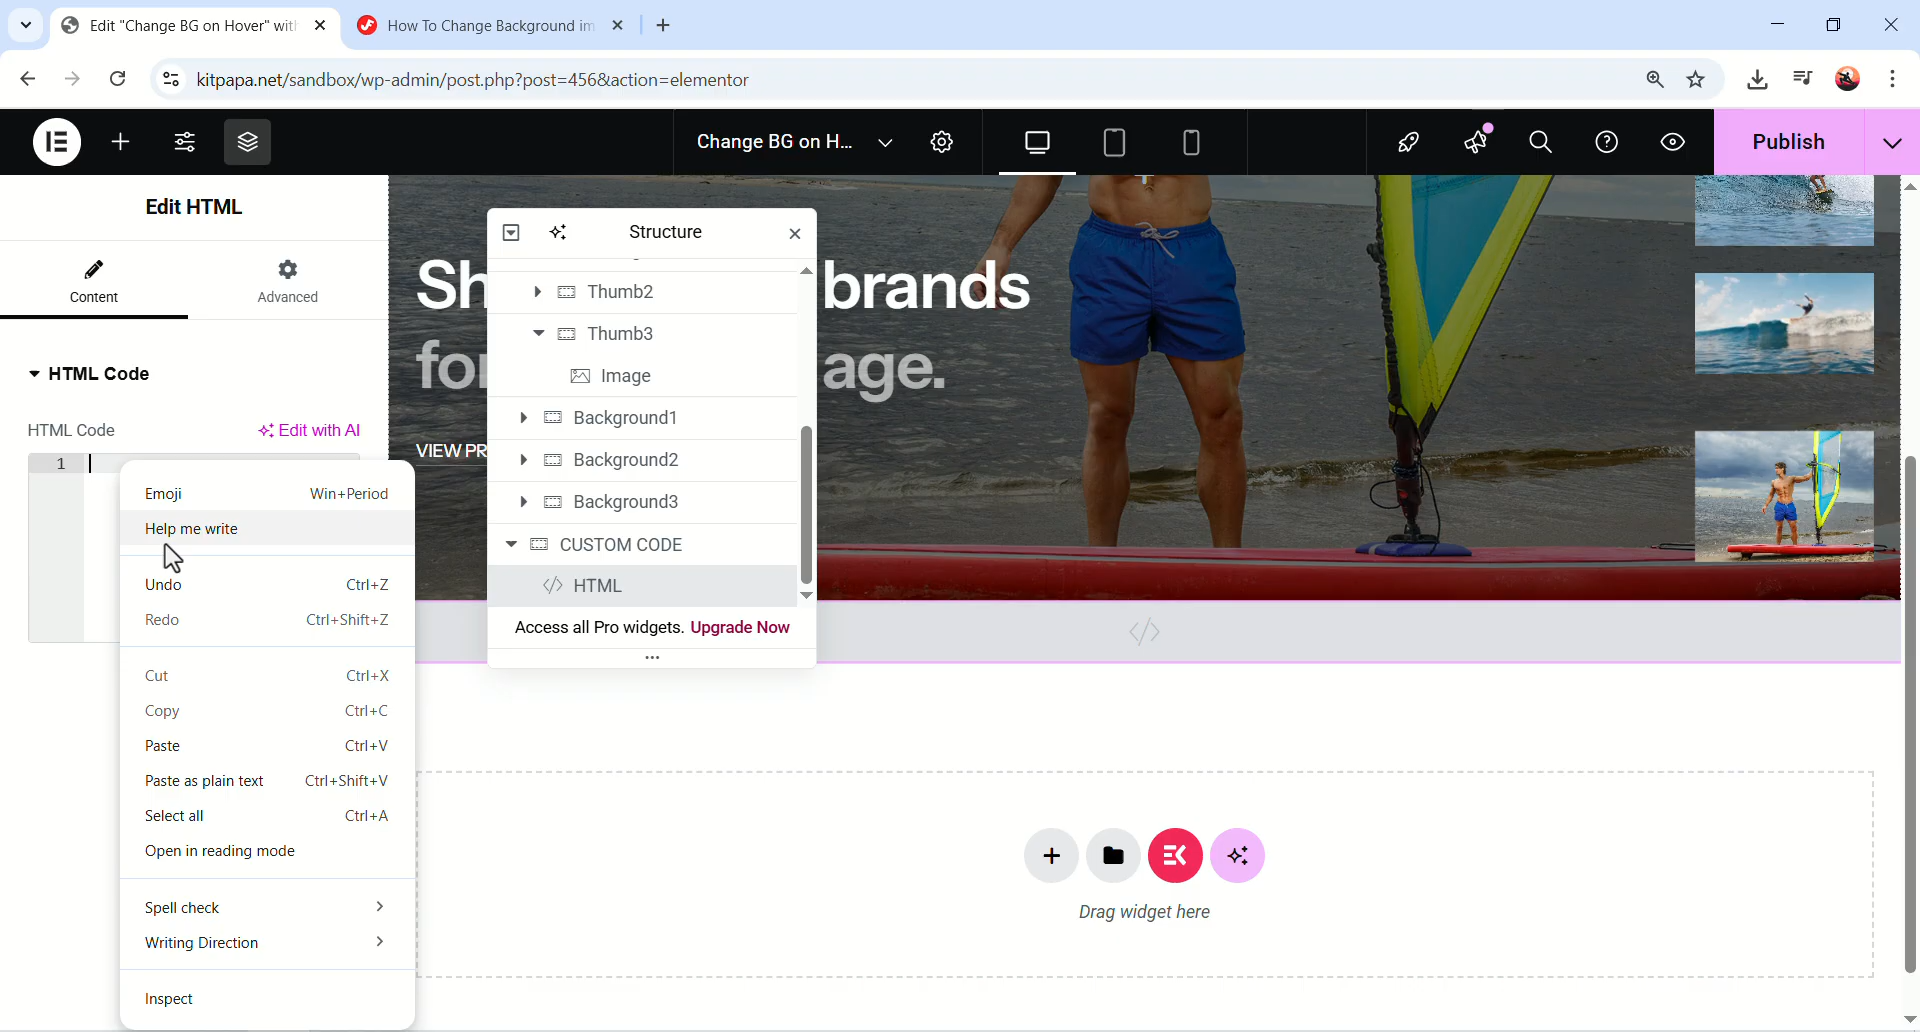 Edit "Change BG on Hover" with
How To Change Background im
kitpapa.net/sandbox/wp-admin/post.php?post=456&action=elementor
Change BG on H...
Publish
Edit HTML
Content
Advanced
HTML Code
HTML Code
Edit with AI
1
Emoji Win+Period
Help me write
Undo Ctrl+Z
Redo Ctrl+Shift+Z
Cut Ctrl+X
Copy Ctrl+C
Paste Ctrl+V
Paste as plain text Ctrl+Shift+V
Select all Ctrl+A
Open in reading mode
Spell check
Writing Direction
Inspect
Structure
Thumb2
Thumb3
Image
Background1
Background2
Background3
CUSTOM CODE
</> HTML
Access all Pro widgets. Upgrade Now
...
Sh brands
for age.
VIEW PR
</>
Drag widget here